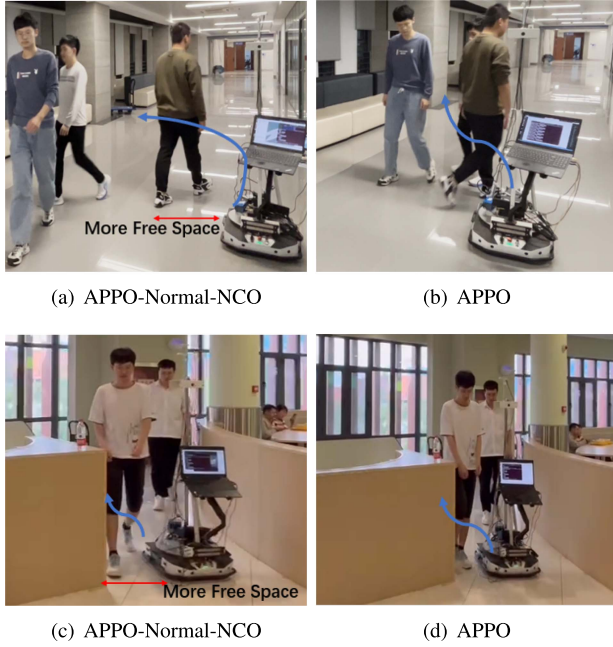 More Free Space
(a) APPO-Normal-NCO
(b) APPO
More Free Space
(c) APPO-Normal-NCO
(d) APPO